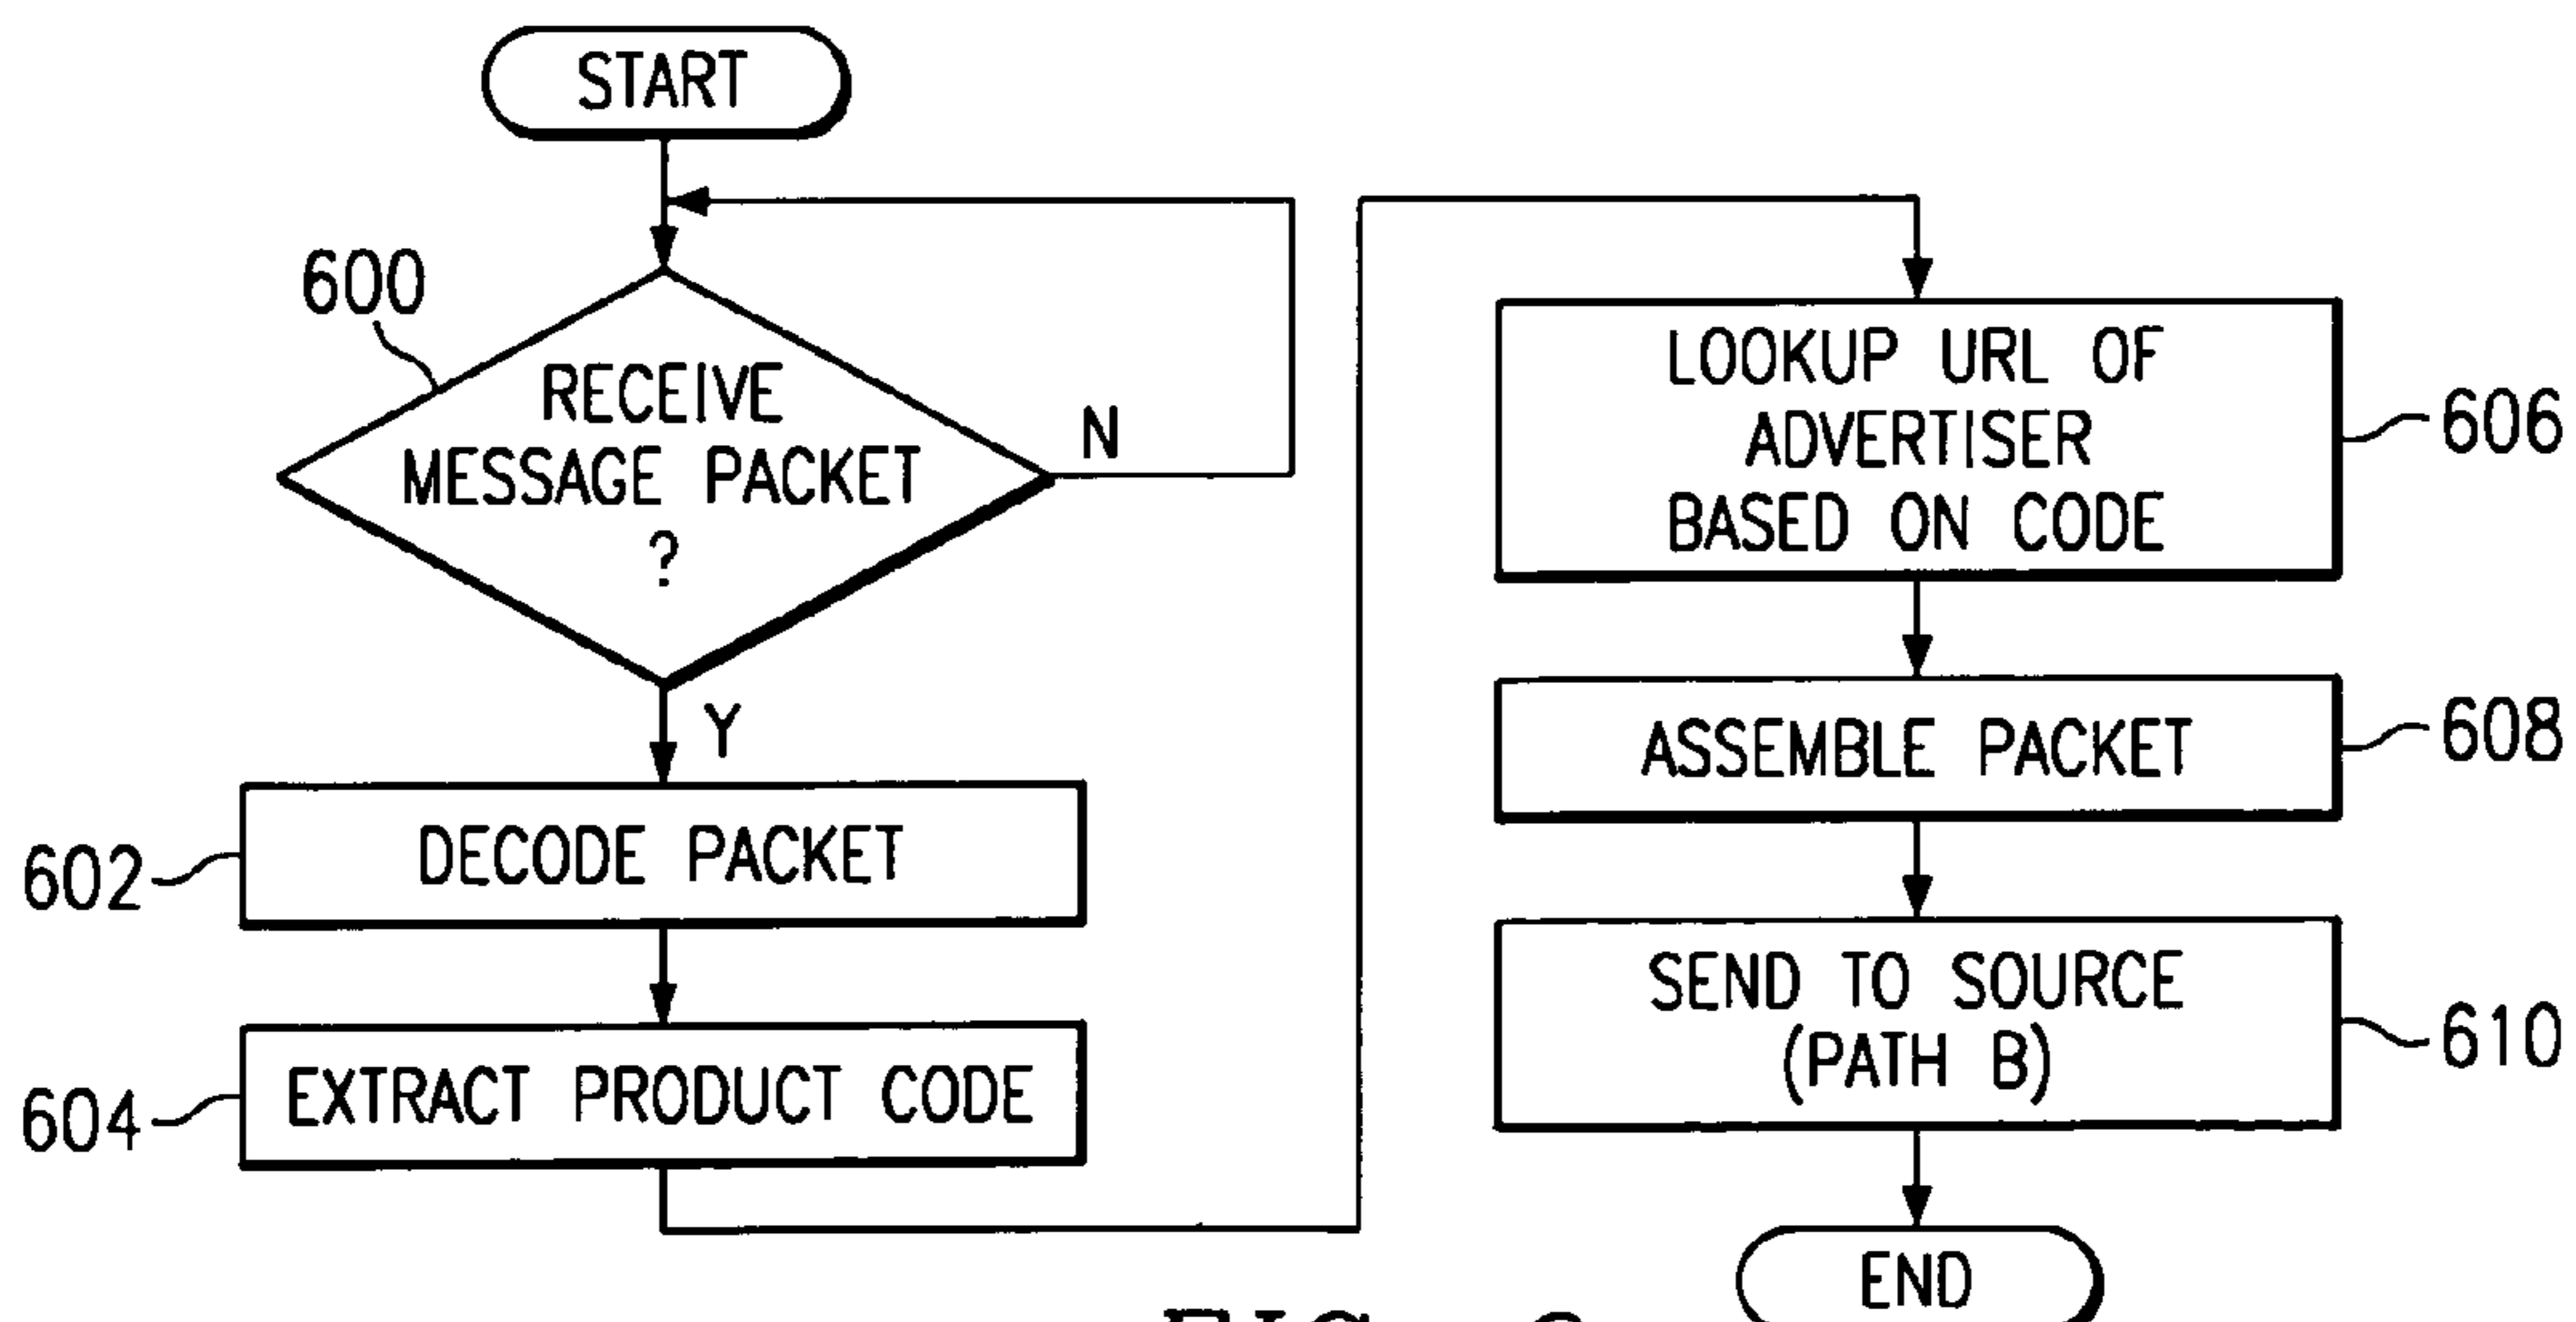 START
600
RECEIVE
MESSAGE PACKET
?
N
Y
602
DECODE PACKET
604
EXTRACT PRODUCT CODE
LOOKUP URL OF
ADVERTISER
BASED ON CODE
606
ASSEMBLE PACKET
608
SEND TO SOURCE
(PATH B)
610
END